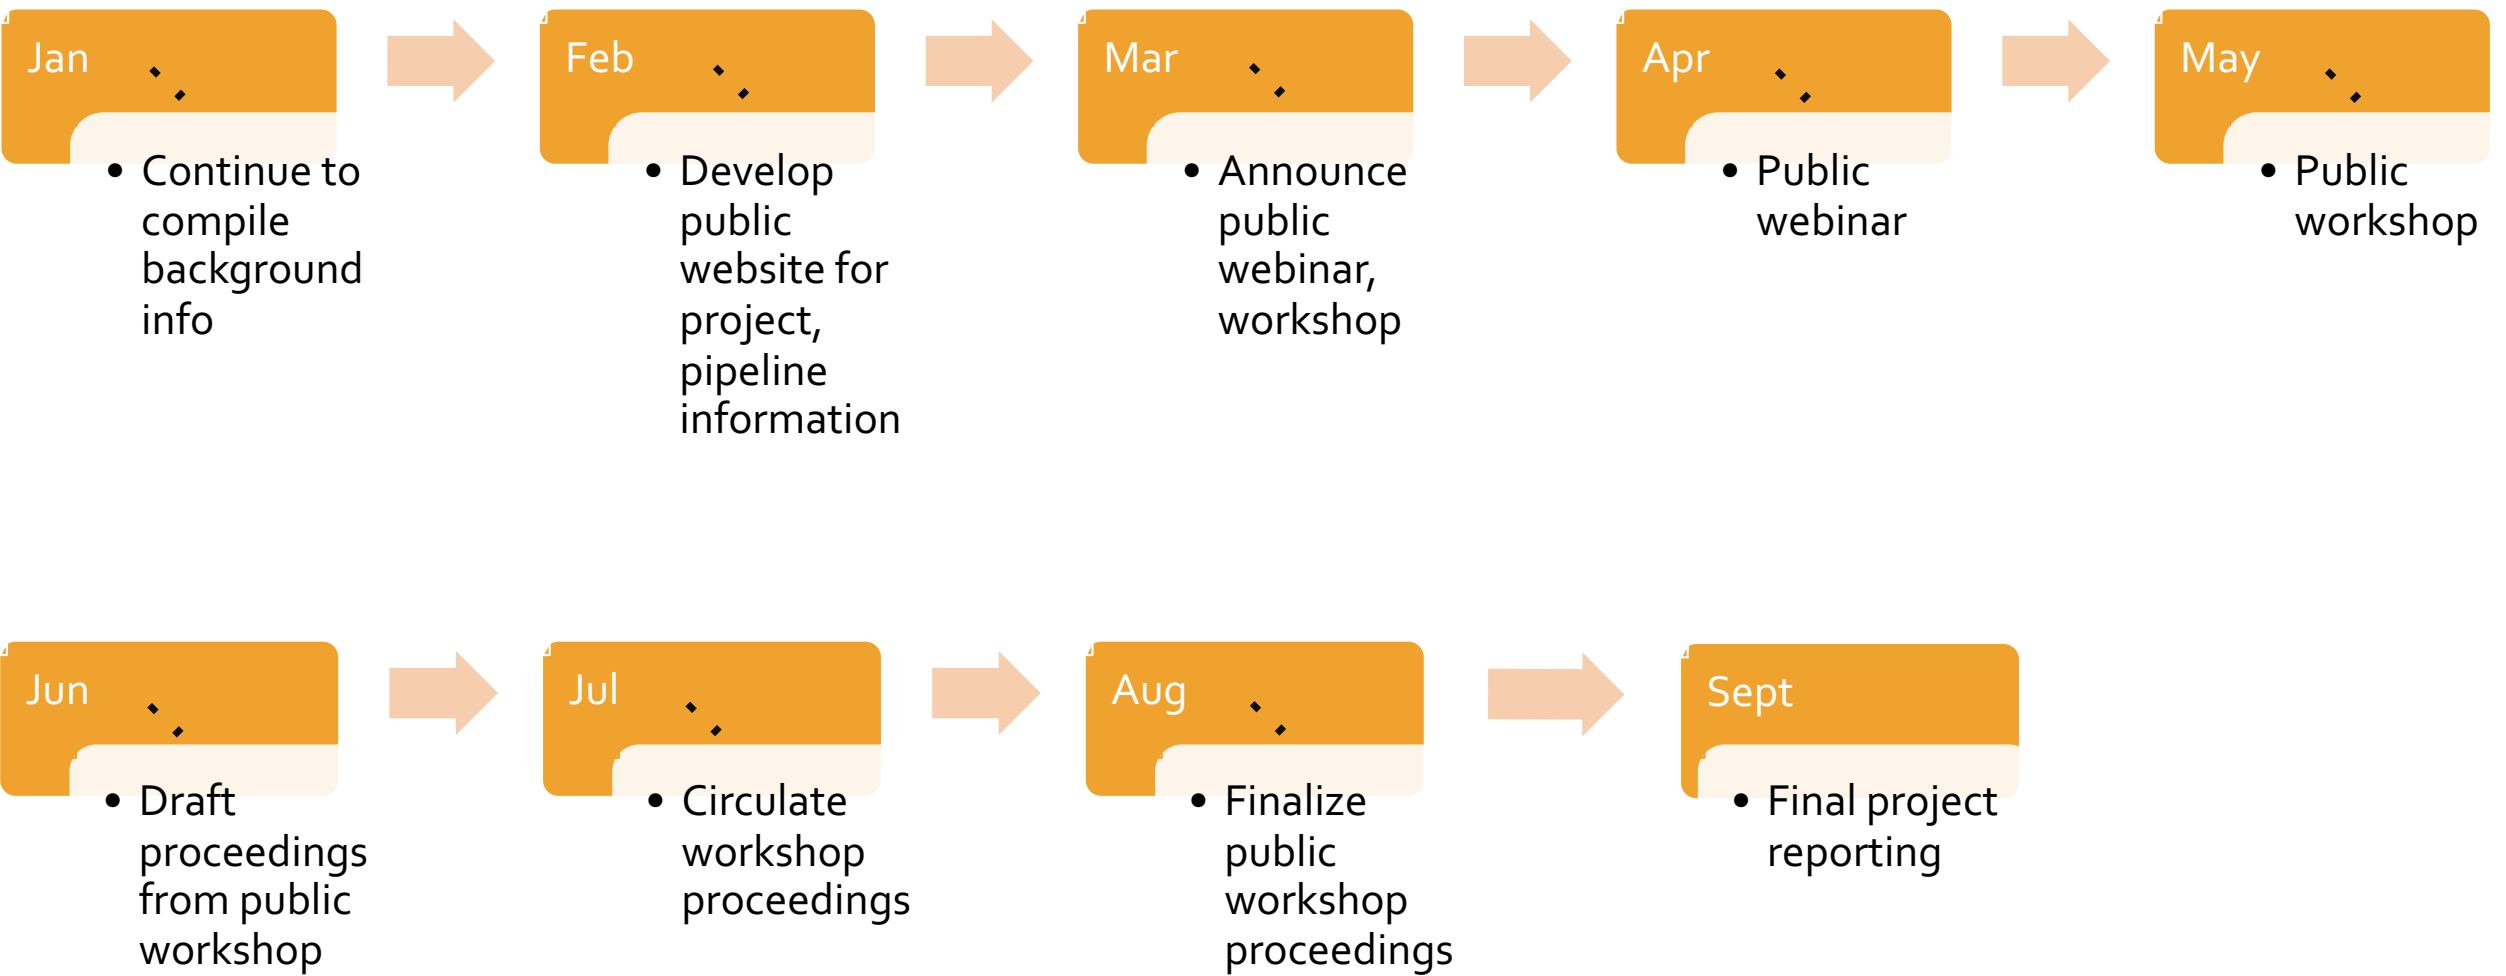 Jan
• Continue to
compile
background
info
Feb
• Develop
public
website for
project,
pipeline
information
Mar
• Announce
public
webinar,
workshop
Apr
• Public
webinar
May
• Public
workshop
Jun
• Draft
proceedings
from public
workshop
Jul
• Circulate
workshop
proceedings
Aug
• Finalize
public
workshop
proceedings
Sept
• Final project
reporting